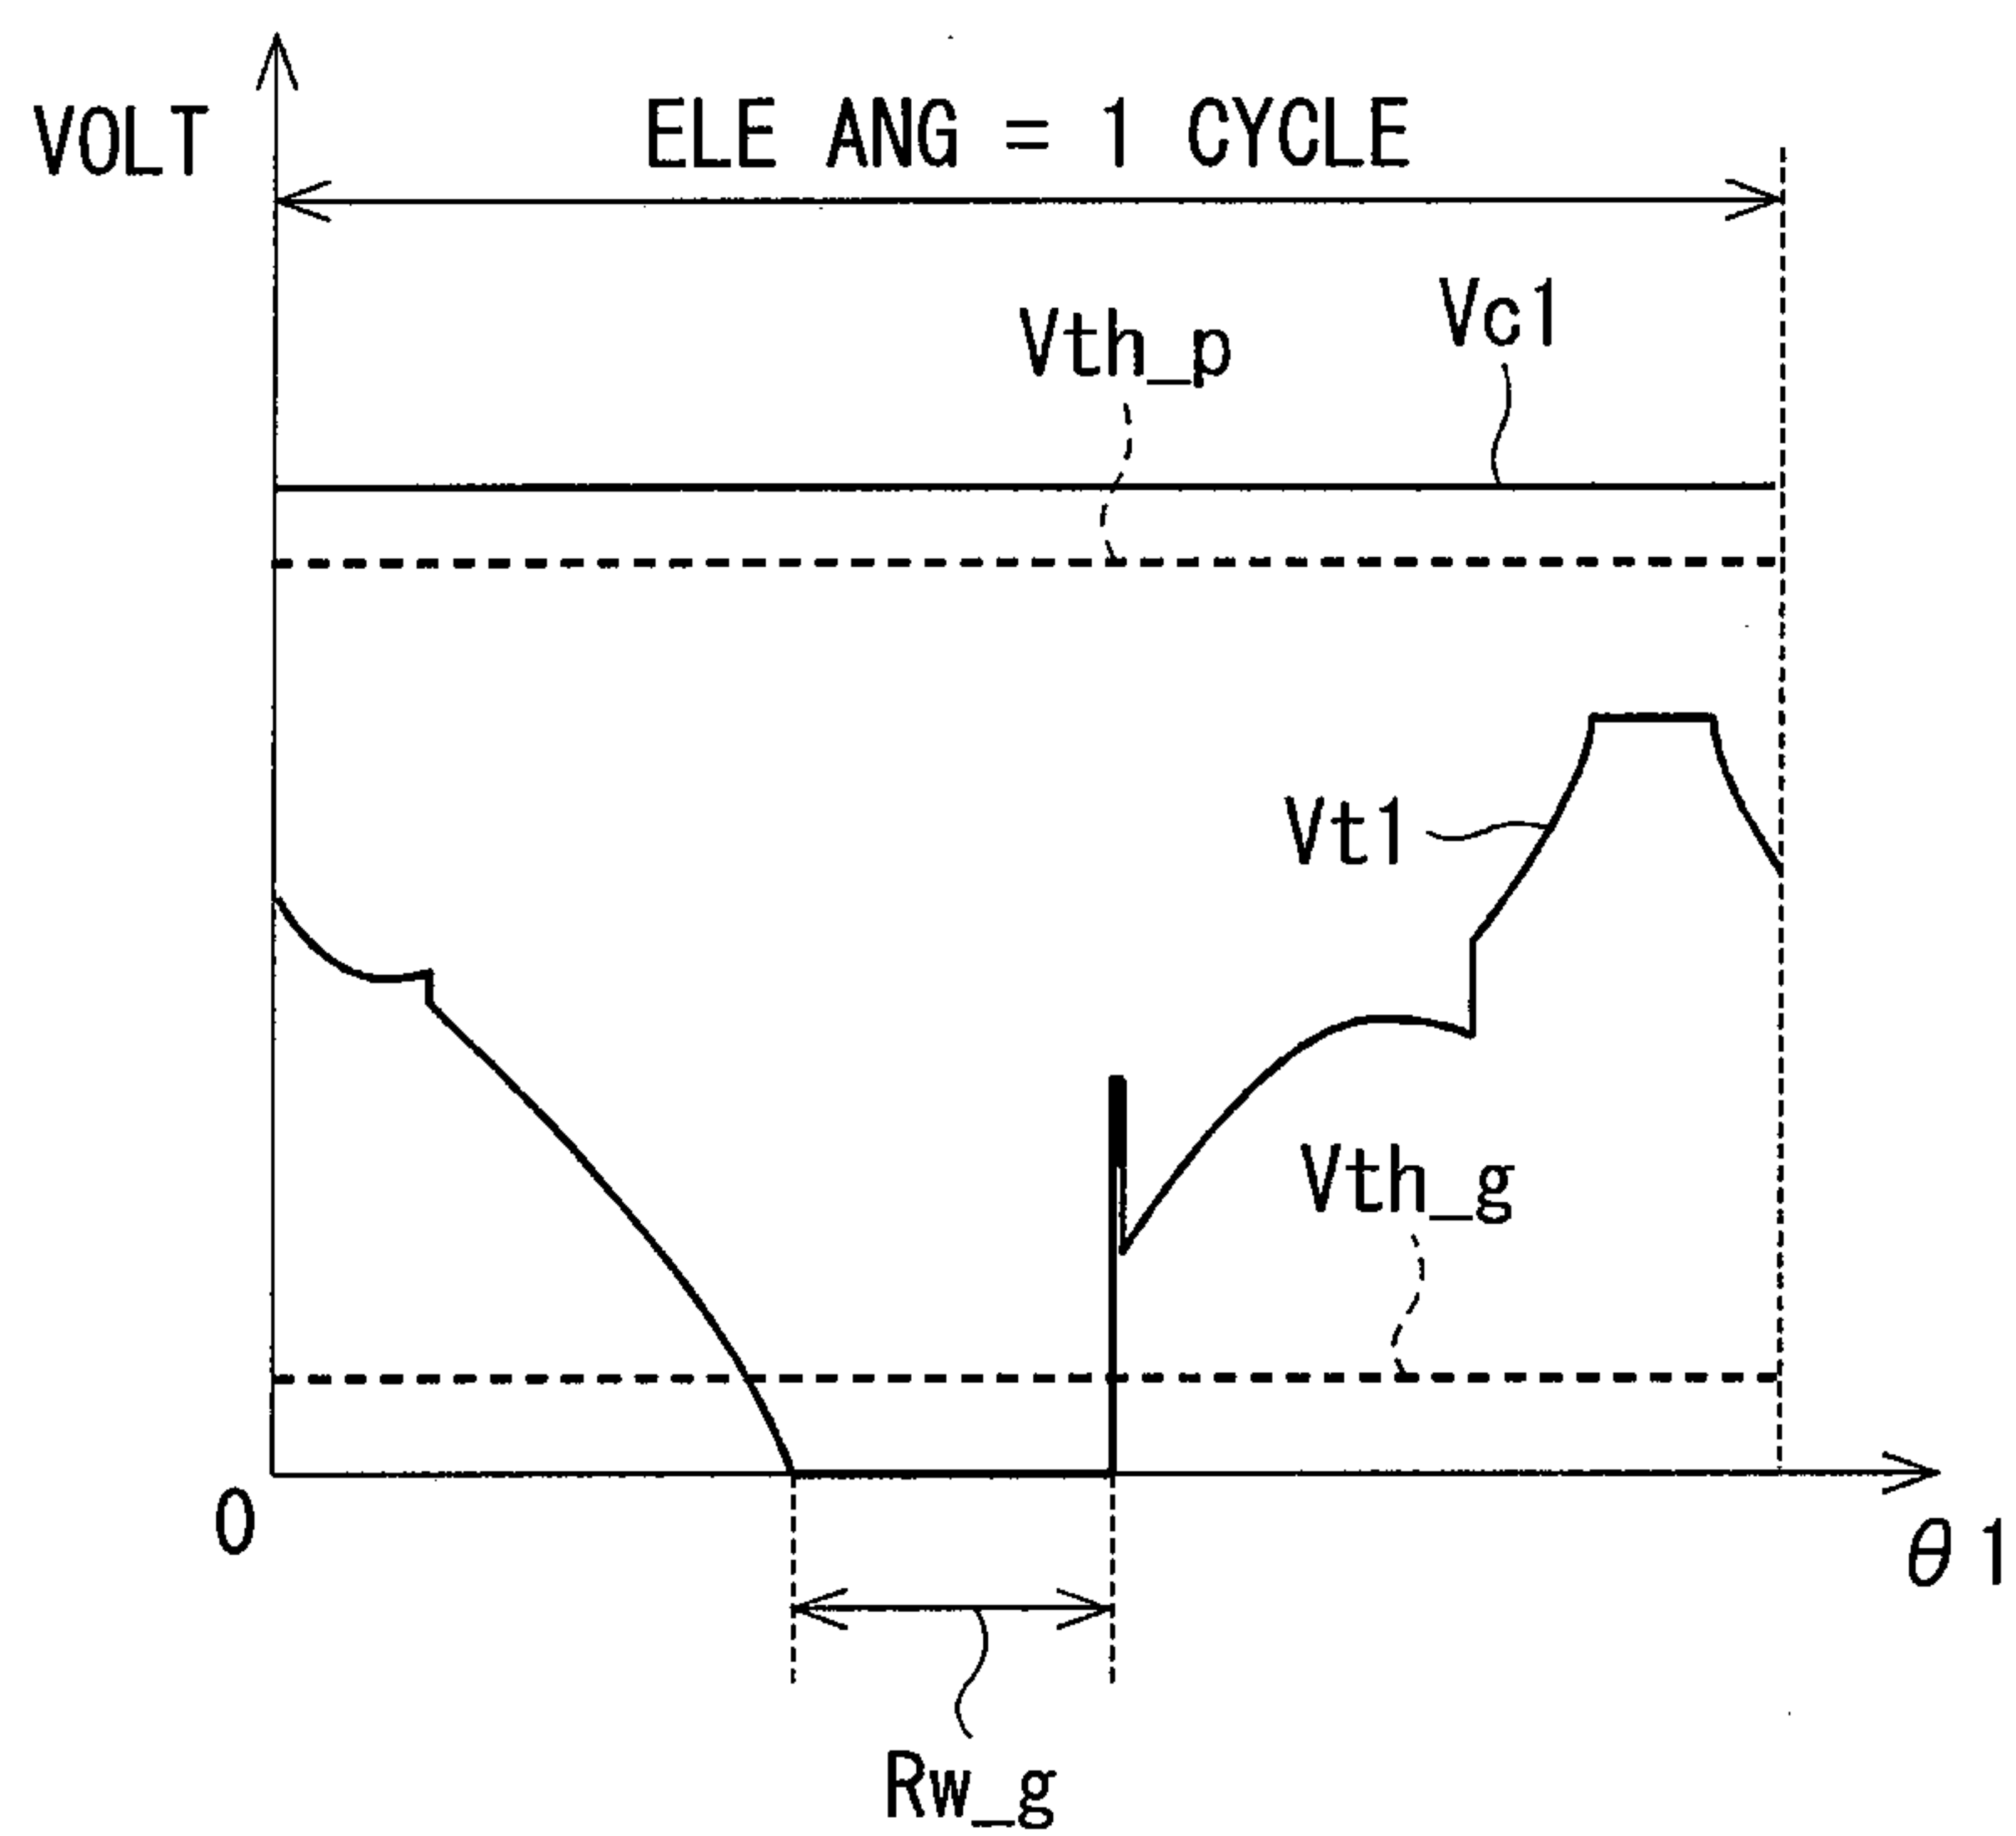 VOLT
ELE ANG = 1 CYCLE
Vth_p
Vc1
Vt1
Vth_g
0
θ1
Rw_g